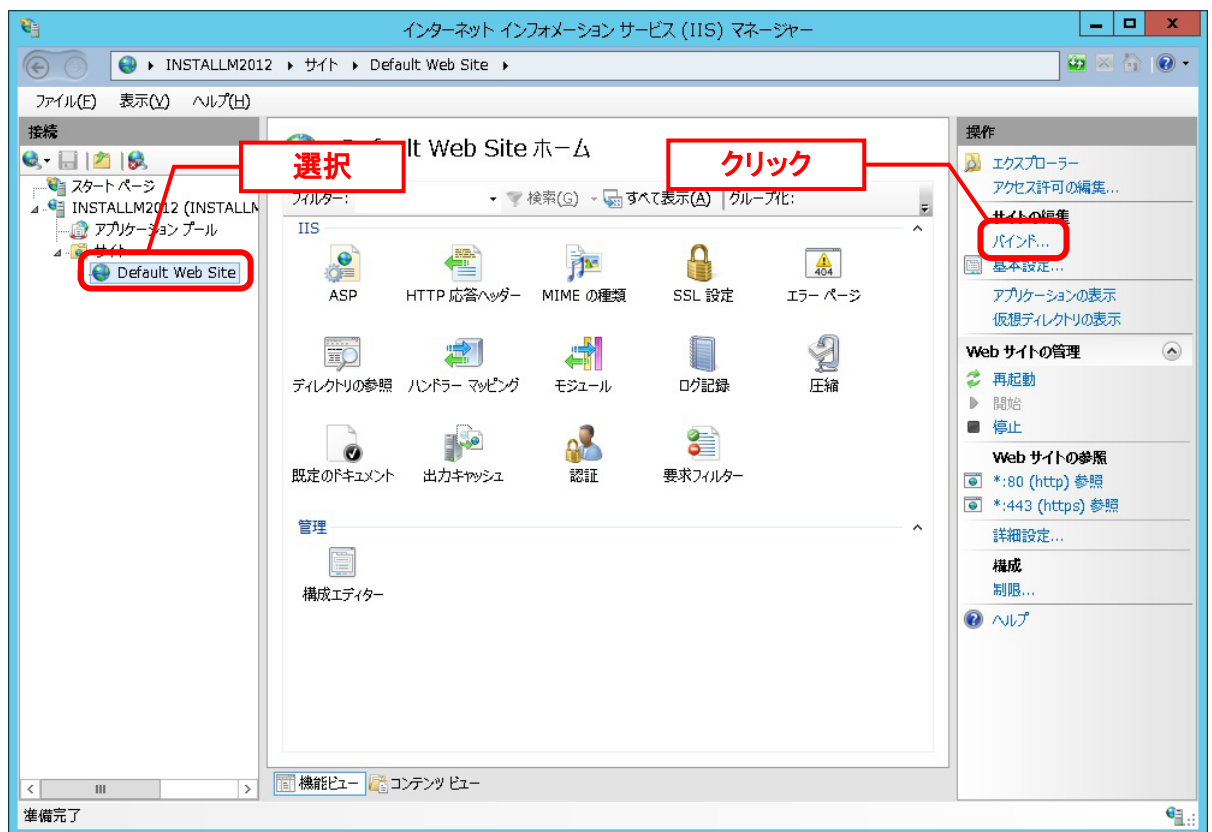 インターネット インフォメーション サービス (IIS) マネージャー
INSTALLM2012 サイト Default Web Site
ファイル(F) 表示(V) ヘルプ(H)
接続
スタート ページ
INSTALLM2012 (INSTALLM
アプリケーション プール
サイト
Default Web Site
選択
lt Web Site ホーム
フィルター: 検索(G) すべて表示(A) グループ化:
IIS
ASP HTTP 応答ヘッダー MIME の種類 SSL 設定 エラー ページ
404
ディレクトリの参照 ハンドラー マッピング モジュール ログ記録 圧縮
既定のドキュメント 出力キャッシュ 認証 要求フィルター
管理
構成エディター
機能ビュー コンテンツ ビュー
クリック
操作
エクスプローラー
アクセス許可の編集...
サイトの編集
バインド...
基本設定...
アプリケーションの表示
仮想ディレクトリの表示
Web サイトの管理
再起動
開始
停止
Web サイトの参照
*:80 (http) 参照
*:443 (https) 参照
詳細設定...
構成
制限...
ヘルプ
準備完了